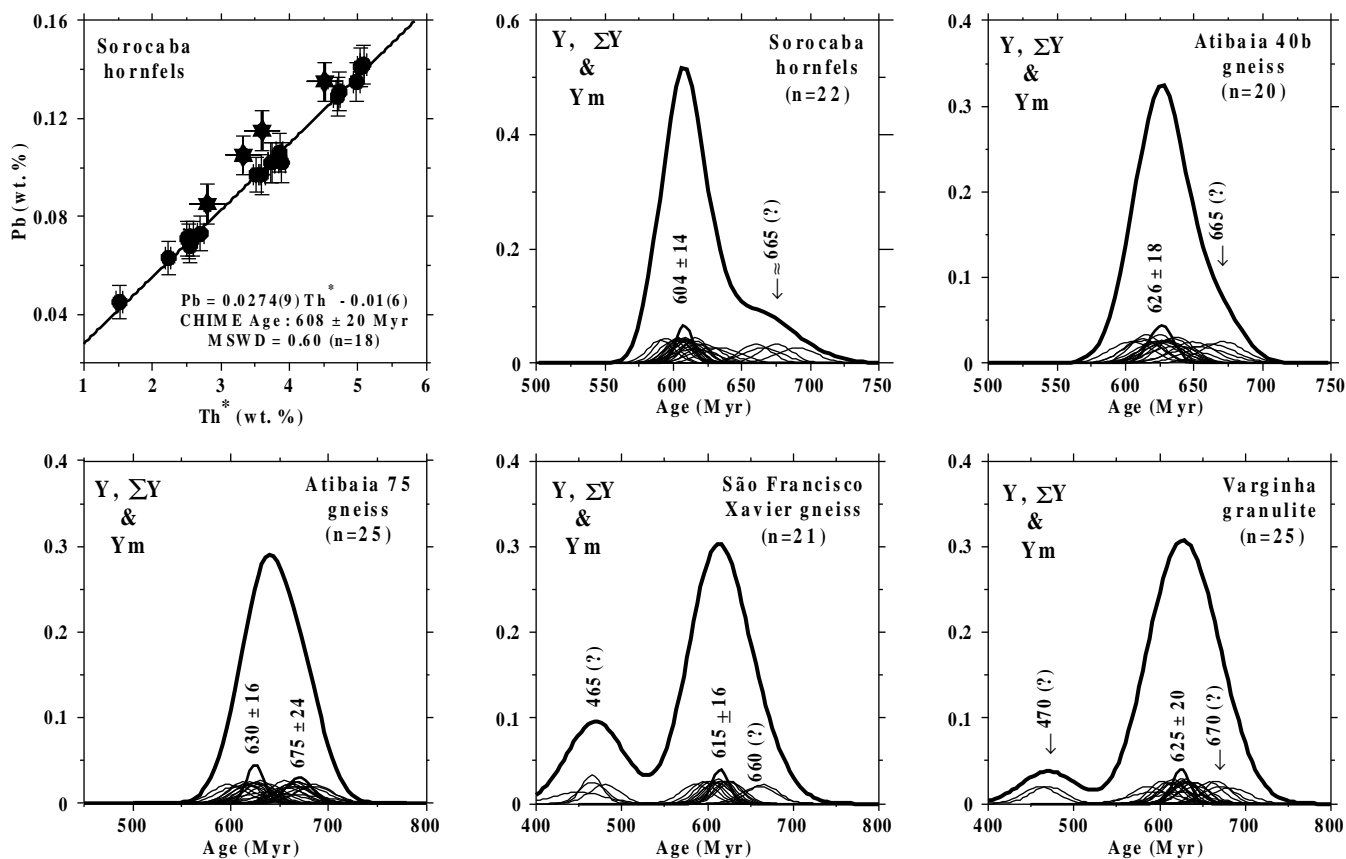 0.16
0.12
0.08
0.04
Pb (wt. %)
Sorocaba
hornfels
Pb = 0.0274(9) Th* - 0.01(6)
CHIME Age: 608 ± 20 Myr
MSWD = 0.60 (n=18)
1 2 3 4 5 6
Th* (wt. %)
0.6
0.4
0.2
0
Y, ΣY
&
Ym
Sorocaba
hornfels
(n=22)
604 ± 14
≈665 (?)
500 550 600 650 700 750
Age (Myr)
0.4
0.3
0.2
0.1
0
Y, ΣY
&
Ym
Atibaia 40b
gneiss
(n=20)
626 ± 18
665 (?)
500 550 600 650 700 750
Age (Myr)
0.4
0.3
0.2
0.1
0
Y, ΣY
&
Ym
Atibaia 75
gneiss
(n=25)
630 ± 16
675 ± 24
500 600 700 800
Age (Myr)
0.4
0.3
0.2
0.1
0
Y, ΣY
&
Ym
São Francisco
Xavier gneiss
(n=21)
465 (?)
615 ± 16
660 (?)
400 500 600 700 800
Age (Myr)
0.4
0.3
0.2
0.1
0
Y, ΣY
&
Ym
Varginha
granulite
(n=25)
470 (?)
625 ± 20
670 (?)
400 500 600 700 800
Age (Myr)